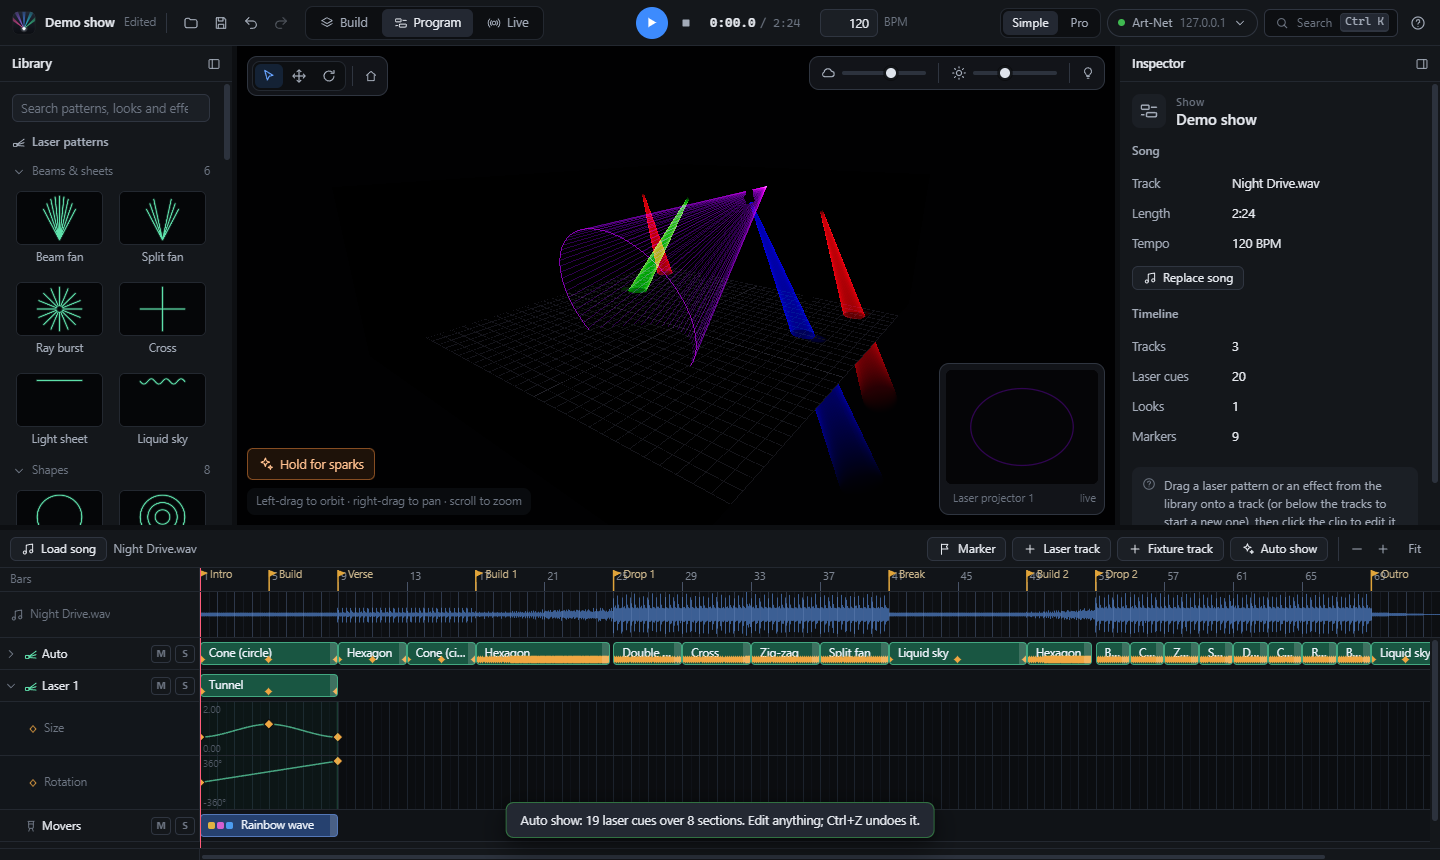 Demo show Edited
Build Program Live
0:00.0 / 2:24 120 BPM
Simple Pro Art-Net 127.0.0.1 Search Ctrl K
Library
Search patterns, looks and effe
Laser patterns
Beams & sheets 6
Beam fan Split fan
Ray burst Cross
Light sheet Liquid sky
Shapes 8
Hold for sparks
Left-drag to orbit · right-drag to pan · scroll to zoom
Laser projector 1 live
Inspector
Show
Demo show
Song
Track Night Drive.wav
Length 2:24
Tempo 120 BPM
Replace song
Timeline
Tracks 3
Laser cues 20
Looks 1
Markers 9
Drag a laser pattern or an effect from the
library onto a track (or below the tracks to
start a new one), then click the clip to edit it
Load song Night Drive.wav Marker Laser track Fixture track Auto show Fit
Bars Intro Build Verse 13 Build 1 21 Drop 1 29 33 37 Break 45 Build 2 Drop 2 57 61 65 Outro
Night Drive.wav
Auto M S Cone (circle) Hexagon Cone (ci... Hexagon Double ... Cross Zig-zag Split fan Liquid sky Hexagon B... C... Z... S... D... C... R... B... Liquid sky
Laser 1 M S Tunnel
2.00
Size
0.00
360°
Rotation
-360°
Movers M S Rainbow wave
Auto show: 19 laser cues over 8 sections. Edit anything; Ctrl+Z undoes it.